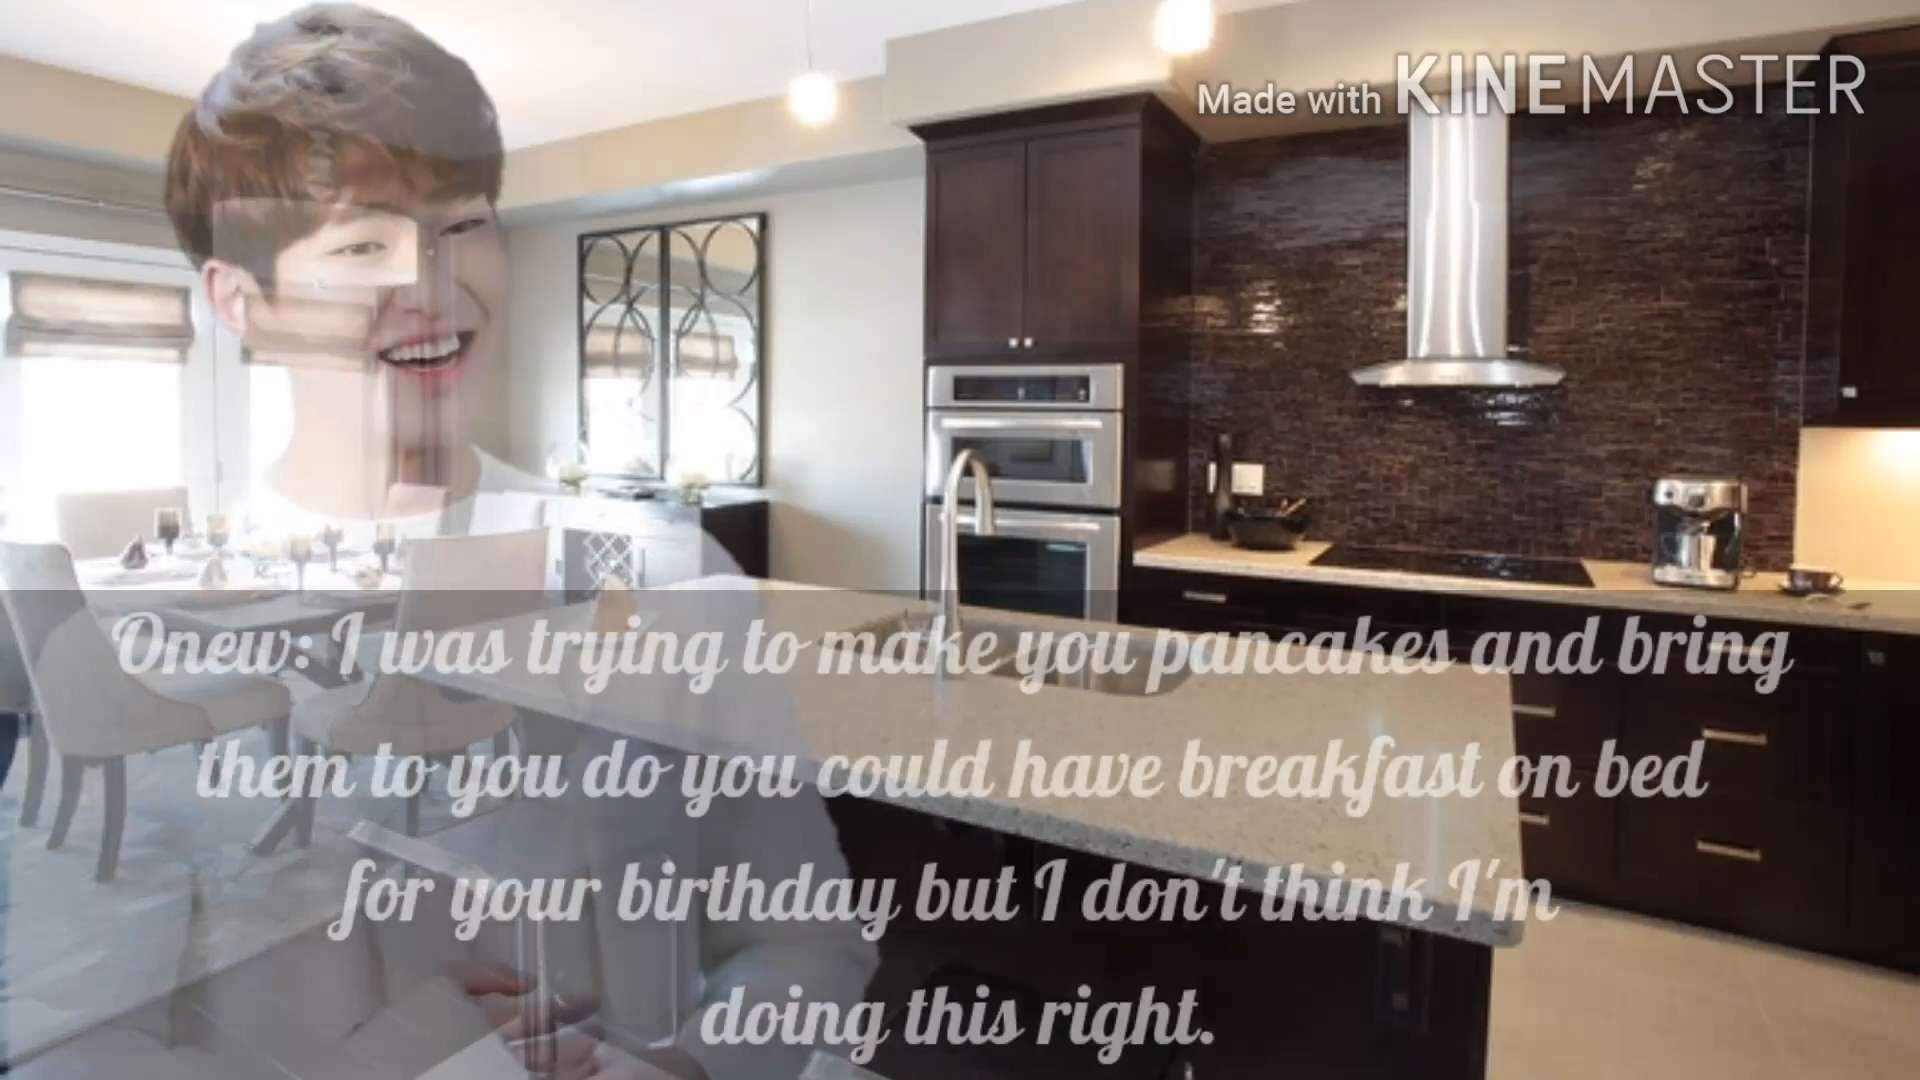 Made with KINEMASTER
Onew: I was trying to make you pancakes and bring
them to you do you could have breakfast on bed
for your birthday but I don't think I'm
doing this right.